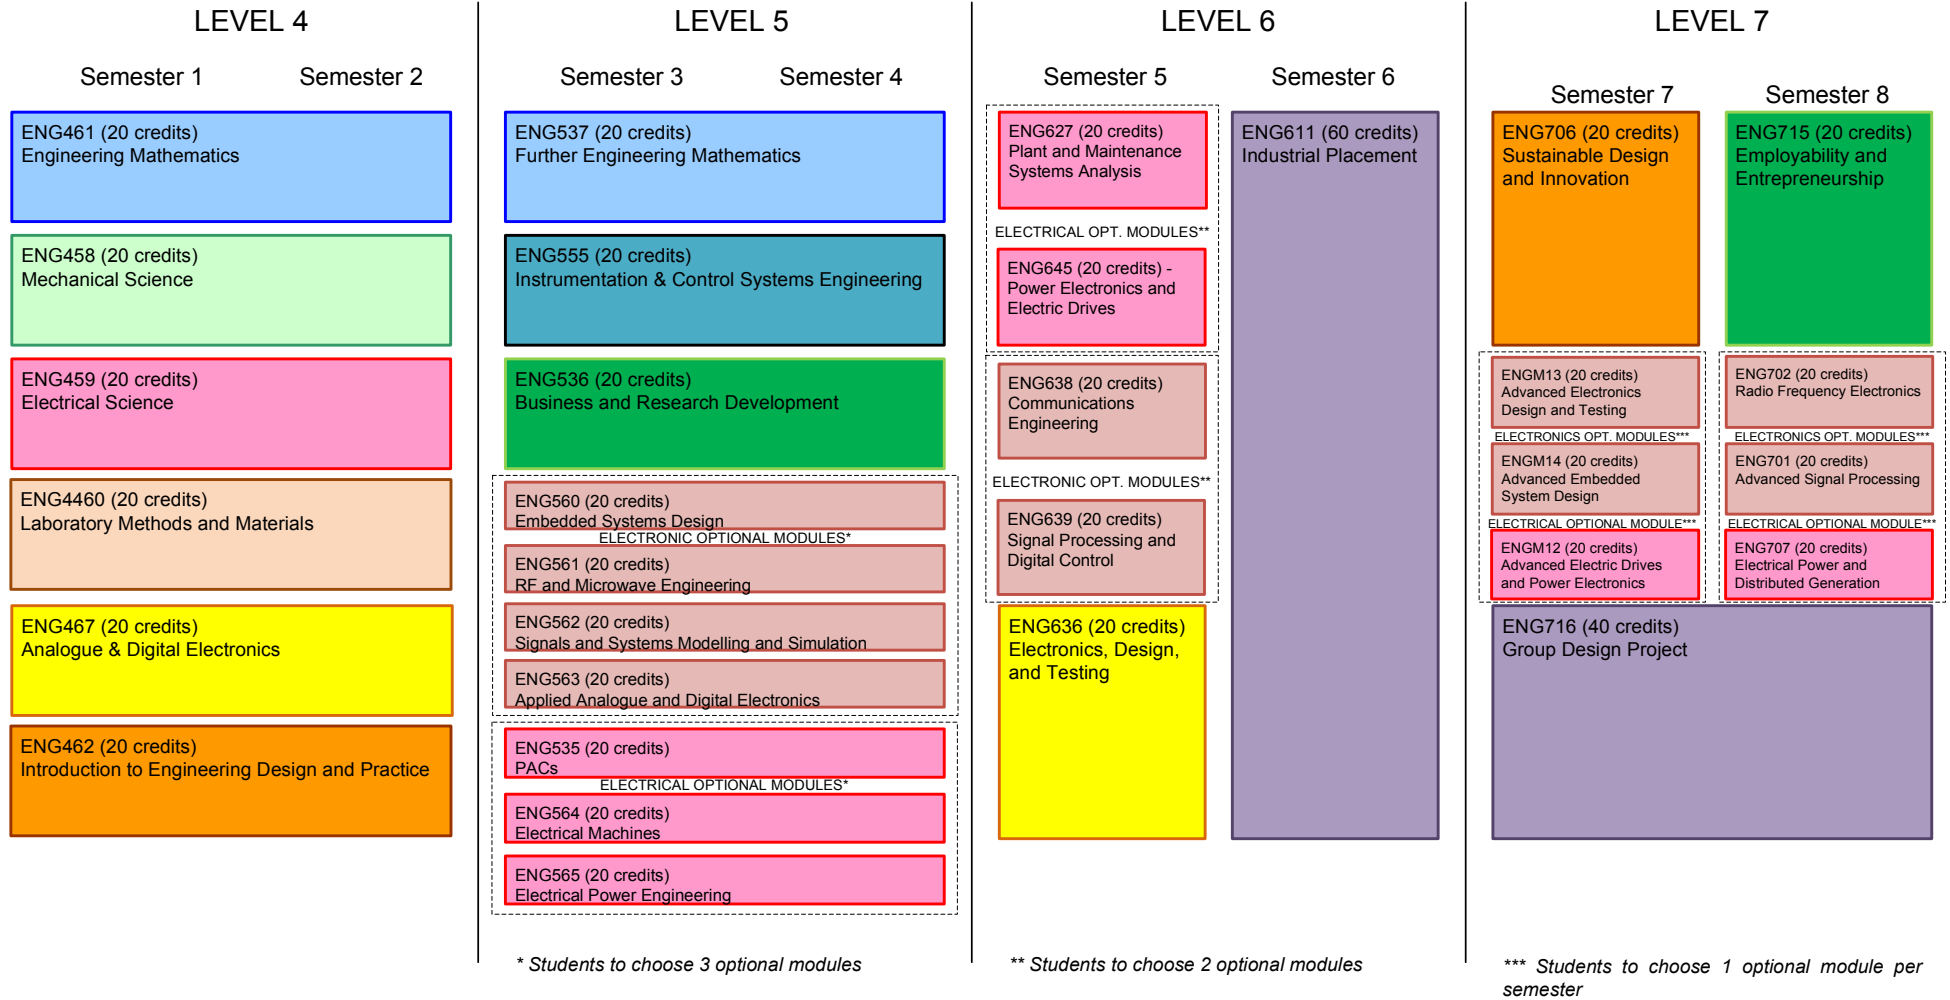 LEVEL 4
Semester 1
Semester 2
ENG461 (20 credits)
Engineering Mathematics
ENG458 (20 credits)
Mechanical Science
ENG459 (20 credits)
Electrical Science
ENG4460 (20 credits)
Laboratory Methods and Materials
ENG467 (20 credits)
Analogue & Digital Electronics
ENG462 (20 credits)
Introduction to Engineering Design and Practice
LEVEL 5
Semester 3
Semester 4
ENG537 (20 credits)
Further Engineering Mathematics
ENG555 (20 credits)
Instrumentation & Control Systems Engineering
ENG536 (20 credits)
Business and Research Development
ENG560 (20 credits)
Embedded Systems Design
ELECTRONIC OPTIONAL MODULES*
ENG561 (20 credits)
RF and Microwave Engineering
ENG562 (20 credits)
Signals and Systems Modelling and Simulation
ENG563 (20 credits)
Applied Analogue and Digital Electronics
ENG535 (20 credits)
PACs
ELECTRICAL OPTIONAL MODULES*
ENG564 (20 credits)
Electrical Machines
ENG565 (20 credits)
Electrical Power Engineering
* Students to choose 3 optional modules
LEVEL 6
Semester 5
Semester 6
ENG627 (20 credits)
Plant and Maintenance
Systems Analysis
ELECTRICAL OPT. MODULES**
ENG645 (20 credits) -
Power Electronics and
Electric Drives
ENG638 (20 credits)
Communications
Engineering
ELECTRONIC OPT. MODULES**
ENG639 (20 credits)
Signal Processing and
Digital Control
ENG636 (20 credits)
Electronics, Design,
and Testing
ENG611 (60 credits)
Industrial Placement
** Students to choose 2 optional modules
LEVEL 7
Semester 7
Semester 8
ENG706 (20 credits)
Sustainable Design
and Innovation
ENG715 (20 credits)
Employability and
Entrepreneurship
ENGM13 (20 credits)
Advanced Electronics
Design and Testing
ELECTRONICS OPT. MODULES***
ENGM14 (20 credits)
Advanced Embedded
System Design
ELECTRICAL OPTIONAL MODULE***
ENGM12 (20 credits)
Advanced Electric Drives
and Power Electronics
ENG702 (20 credits)
Radio Frequency Electronics
ELECTRONICS OPT. MODULES***
ENG701 (20 credits)
Advanced Signal Processing
ELECTRICAL OPTIONAL MODULE***
ENG707 (20 credits)
Electrical Power and
Distributed Generation
ENG716 (40 credits)
Group Design Project
*** Students to choose 1 optional module per
semester